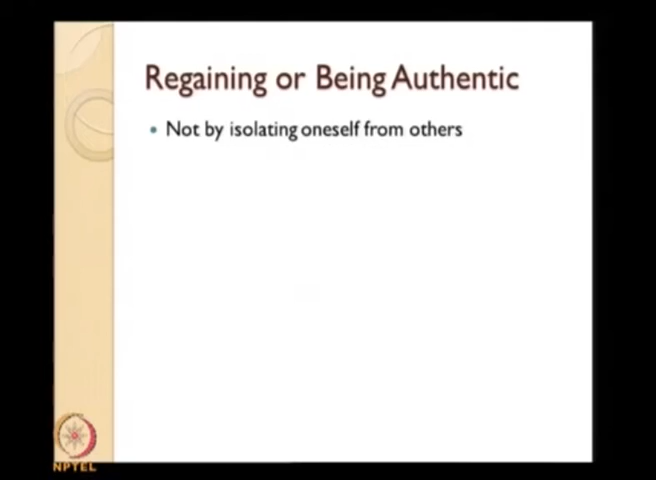 Regaining or Being Authentic
Not by isolating oneself from others
NPTEL